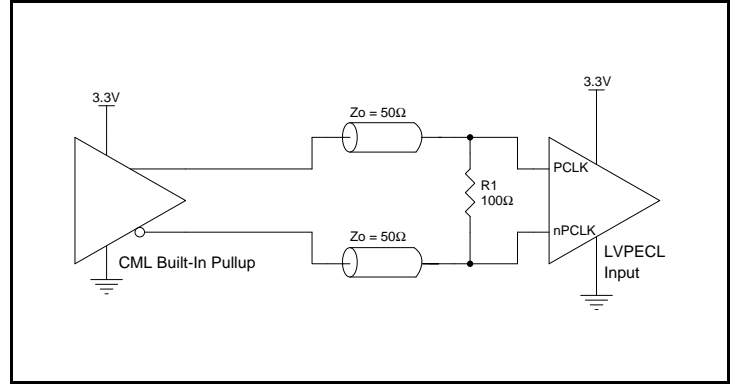 3.3V
3.3V
Zo = 50Ω
PCLK
R1
100Ω
Zo = 50Ω
nPCLK
CML Built-In Pullup
LVPECL
Input